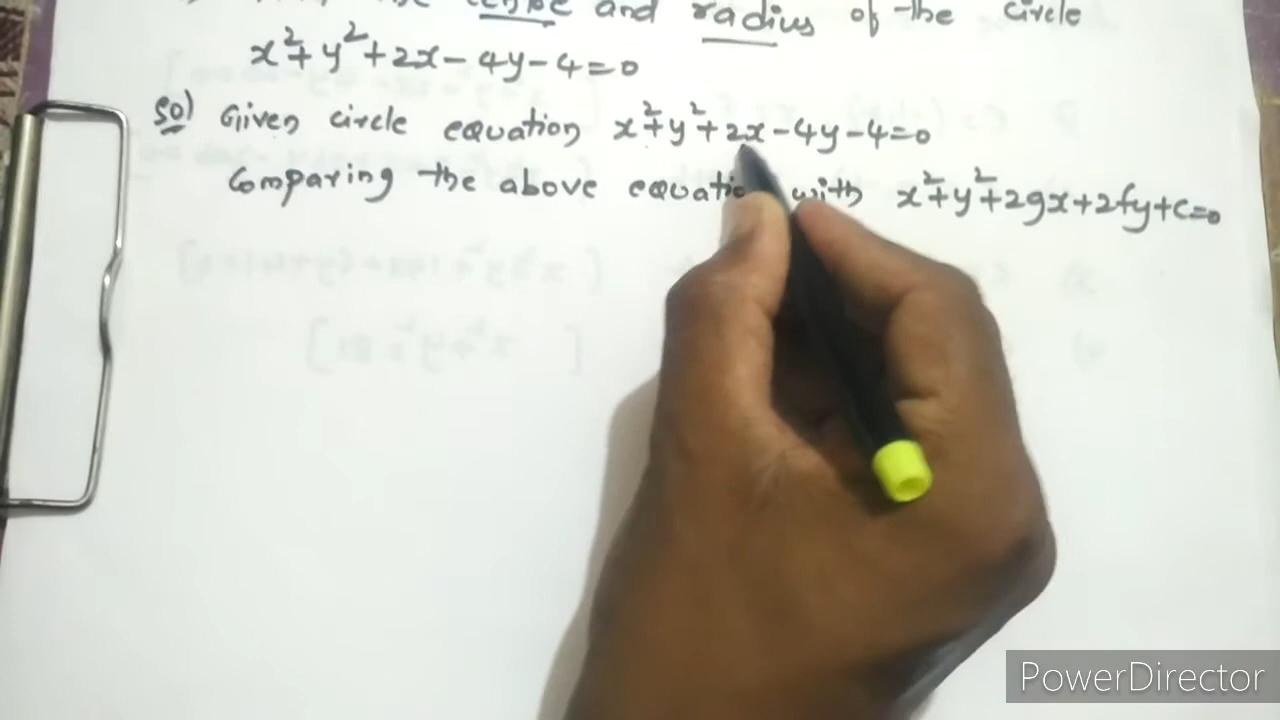 the centre and radius of the circle
x²+y²+2x-4y-4=0
Sol) Given circle equation x²+y²+2x-4y-4=0
Comparing the above equation with x²+y²+2gx+2fy+c=0
PowerDirector